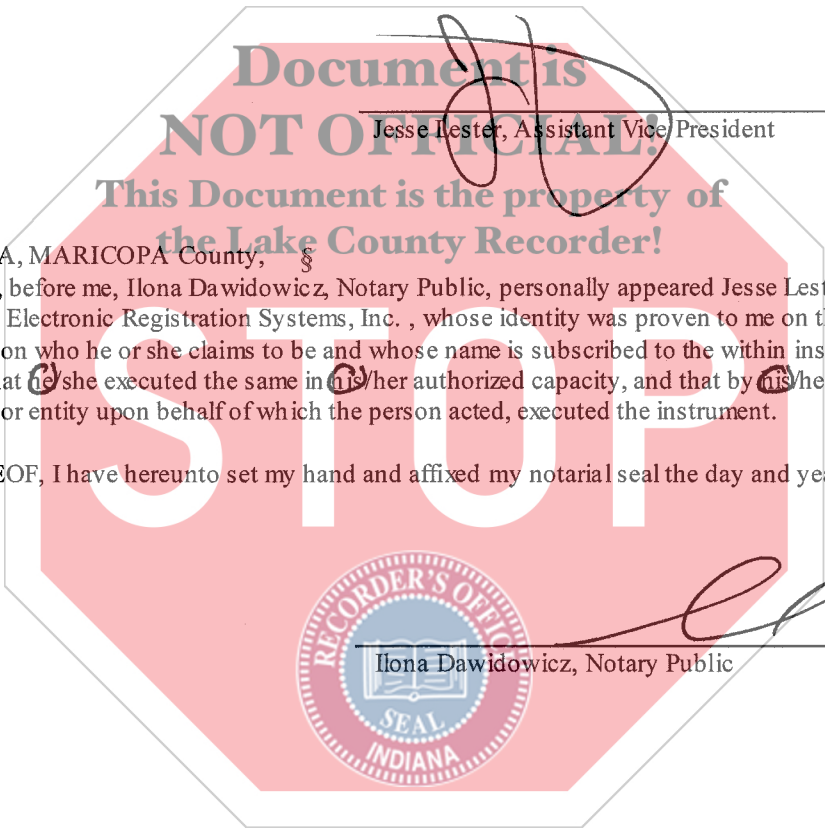 Document is
NOT OFFICIAL!
Jesse Lester, Assistant Vice President
This Document is the property of
the Lake County Recorder!
A, MARICOPA County, §
, before me, Ilona Dawidowicz, Notary Public, personally appeared Jesse Lest
Electronic Registration Systems, Inc. , whose identity was proven to me on t
on who he or she claims to be and whose name is subscribed to the within ins
at he/she executed the same in his/her authorized capacity, and that by his/he
or entity upon behalf of which the person acted, executed the instrument.
STOP
EOF, I have hereunto set my hand and affixed my notarial seal the day and yea
RECORDER'S OFFICE
SEAL
INDIANA
Ilona Dawidowicz, Notary Public